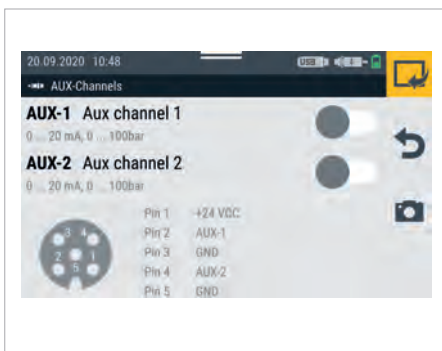 20.09.2020 10:48
USB
AUX-Channels
AUX-1 Aux channel 1
0 ... 20 mA, 0 ... 100bar
AUX-2 Aux channel 2
0 ... 20 mA, 0 ... 100bar
Pin 1 +24 VDC
Pin 2 AUX-1
Pin 3 GND
Pin 4 AUX-2
Pin 5 GND
3 4
2 1
5